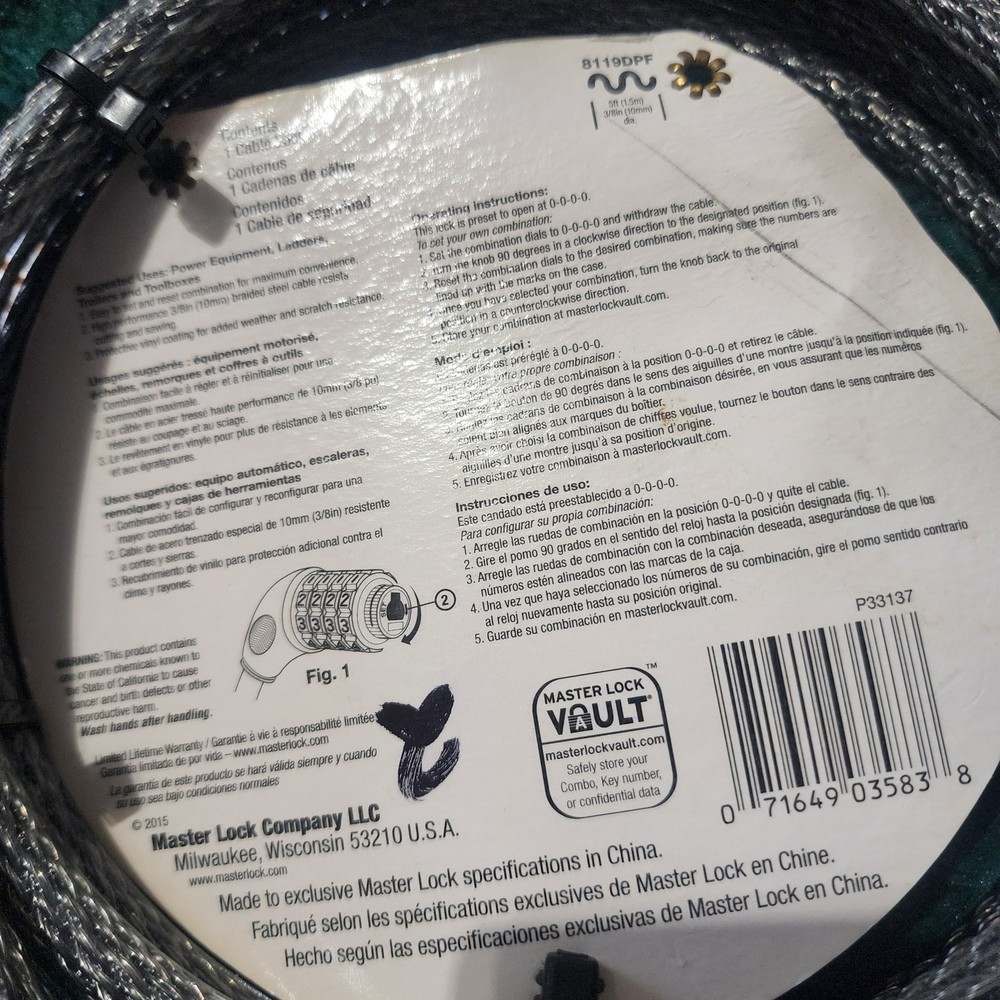 8119DPF
5ft (1.5m)
3/8in (10mm)
dia.
Contents
1 Cable
Contenus
1 Cadenas de câble
Contenidos
1 Cable de seguridad
Suggested Uses: Power Equipment, Ladders,
Trailers and Toolboxes
1. Easy to set and reset combination for maximum convenience.
2. High performance 3/8in (10mm) braided steel cable resists
cutting and sawing.
3. Protective vinyl coating for added weather and scratch resistance.
Usages suggérés : équipement motorisé,
échelles, remorques et coffres à outils
1. Combinaison facile à régler et à réinitialiser pour une
commodité maximale.
2. Le câble en acier tressé haute performance de 10mm (3/8 po)
résiste au coupage et au sciage.
3. Le revêtement en vinyle pour plus de résistance à les éléments
et aux égratignures.
Usos sugeridos: equipo automático, escaleras,
remolques y cajas de herramientas
1. Combinación fácil de configurar y reconfigurar para una
mayor comodidad.
2. Cable de acero trenzado especial de 10mm (3/8in) resistente
a cortes y sierras.
3. Recubrimiento de vinilo para protección adicional contra el
clima y rayones.
Operating Instructions:
This lock is preset to open at 0-0-0-0.
To set your own combination:
1. Set the combination dials to 0-0-0-0 and withdraw the cable.
2. Turn the knob 90 degrees in a clockwise direction to the designated position (fig. 1).
3. Reset the combination dials to the desired combination, making sure the numbers are
lined up with the marks on the case.
4. Once you have selected your combination, turn the knob back to the original
position in a counterclockwise direction.
5. Store your combination at masterlockvault.com.
Mode d'emploi :
est préréglé à 0-0-0-0.
votre propre combinaison :
cadrans de combinaison à la position 0-0-0-0 et retirez le câble.
2. Tournez le bouton de 90 degrés dans le sens des aiguilles d'une montre jusqu'à la position indiquée (fig. 1).
3. Réglez les cadrans de combinaison à la combinaison désirée, en vous assurant que les numéros
soient bien alignés aux marques du boîtier.
4. Après avoir choisi la combinaison de chiffres voulue, tournez le bouton dans le sens contraire des
aiguilles d'une montre jusqu'à sa position d'origine.
5. Enregistrez votre combinaison à masterlockvault.com.
Instrucciones de uso:
Este candado está preestablecido a 0-0-0-0.
Para configurar su propia combinación:
1. Arregle las ruedas de combinación en la posición 0-0-0-0 y quite el cable.
2. Gire el pomo 90 grados en el sentido del reloj hasta la posición designada (fig. 1).
3. Arregle las ruedas de combinación con la combinación deseada, asegurándose de que los
números estén alineados con las marcas de la caja.
4. Una vez que haya seleccionado los números de su combinación, gire el pomo sentido contrario
al reloj nuevamente hasta su posición original.
5. Guarde su combinación en masterlockvault.com.
2 2 2 2
3 3 3 3
2
Fig. 1
WARNING: This product contains
one or more chemicals known to
the State of California to cause
cancer and birth defects or other
reproductive harm.
Wash hands after handling.
Limited Lifetime Warranty / Garantie à vie à responsabilité limitée
Garantía limitada de por vida – www.masterlock.com
La garantía de este producto se hará válida siempre y cuando
su uso sea bajo condiciones normales
© 2015
Master Lock Company LLC
Milwaukee, Wisconsin 53210 U.S.A.
www.masterlock.com
MASTER LOCK
VAULT
™
masterlockvault.com
Safely store your
Combo, Key number,
or confidential data
P33137
0 71649 03583 8
Made to exclusive Master Lock specifications in China.
Fabriqué selon les spécifications exclusives de Master Lock en Chine.
Hecho según las especificaciones exclusivas de Master Lock en China.